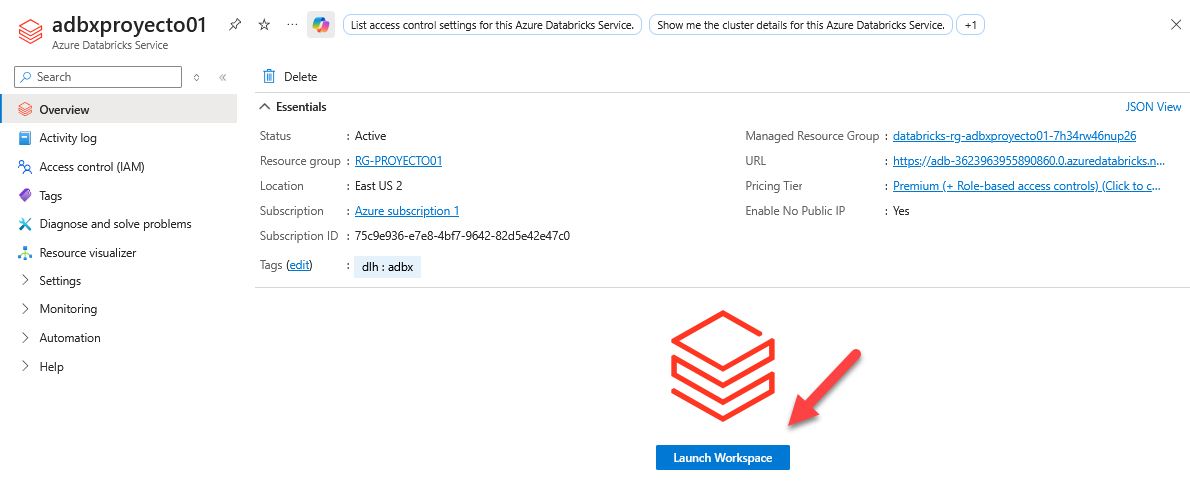 adbxproyecto01
Azure Databricks Service
...
List access control settings for this Azure Databricks Service.
Show me the cluster details for this Azure Databricks Service.
+1
Search
«
Delete
Overview
Activity log
Access control (IAM)
Tags
Diagnose and solve problems
Resource visualizer
Settings
Monitoring
Automation
Help
Essentials
JSON View
Status : Active
Resource group : RG-PROYECTO01
Location : East US 2
Subscription : Azure subscription 1
Subscription ID : 75c9e936-e7e8-4bf7-9642-82d5e42e47c0
Tags (edit) : dlh : adbx
Managed Resource Group : databricks-rg-adbxproyecto01-7h34rw46nup26
URL : https://adb-3623963955890860.0.azuredatabricks.n...
Pricing Tier : Premium (+ Role-based access controls) (Click to c...
Enable No Public IP : Yes
Launch Workspace